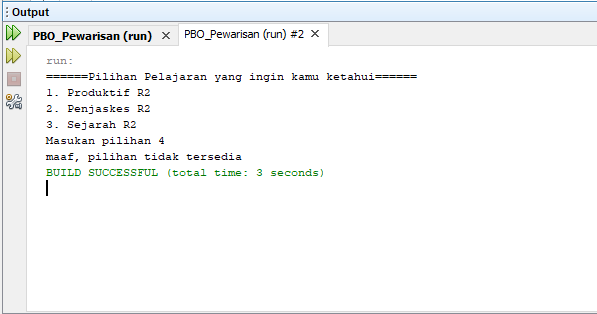 Output
PBO_Pewarisan (run) PBO_Pewarisan (run) #2
run:
======Pilihan Pelajaran yang ingin kamu ketahui======
1. Produktif R2
2. Penjaskes R2
3. Sejarah R2
Masukan pilihan 4
maaf, pilihan tidak tersedia
BUILD SUCCESSFUL (total time: 3 seconds)